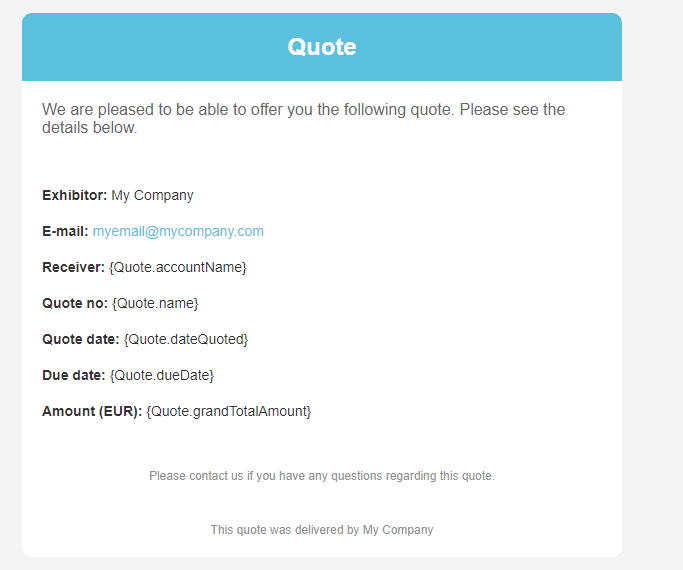 Quote
We are pleased to be able to offer you the following quote. Please see the
details below.
Exhibitor: My Company
E-mail: myemail@mycompany.com
Receiver: {Quote.accountName}
Quote no: {Quote.name}
Quote date: {Quote.dateQuoted}
Due date: {Quote.dueDate}
Amount (EUR): {Quote.grandTotalAmount}
Please contact us if you have any questions regarding this quote.
This quote was delivered by My Company